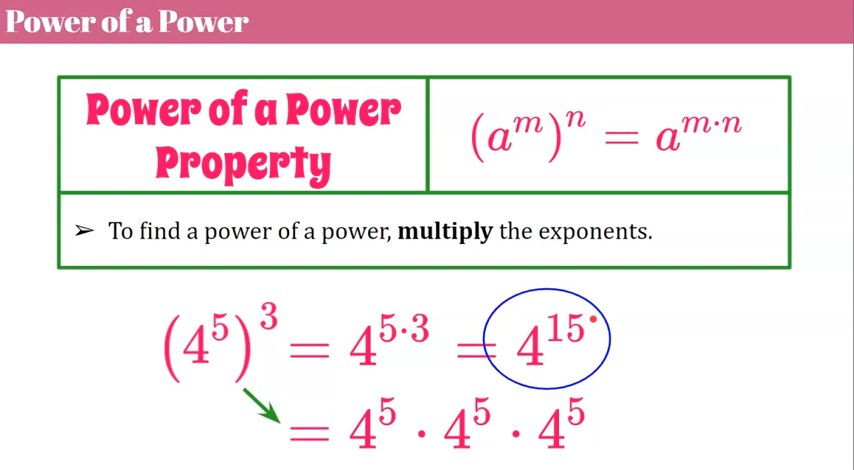 Power of a Power
Power of a Power
Property
(a^m)^n = a^{m·n}
➢ To find a power of a power, multiply the exponents.
(4^5)^3 = 4^{5·3} = 4^{15}
= 4^5 · 4^5 · 4^5